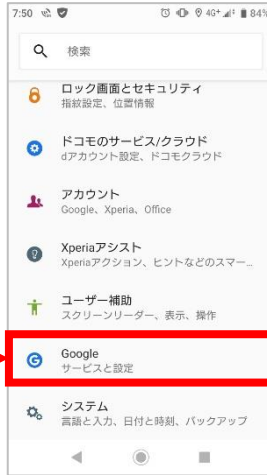 7:50
4G+
84%
検索
ロック画面とセキュリティ
指紋設定、位置情報
ドコモのサービス/クラウド
dアカウント設定、ドコモクラウド
アカウント
Google、Xperia、Office
Xperiaアシスト
Xperiaアクション、ヒントなどのスマー...
ユーザー補助
スクリーンリーダー、表示、操作
Google
サービスと設定
システム
言語と入力、日付と時刻、バックアップ